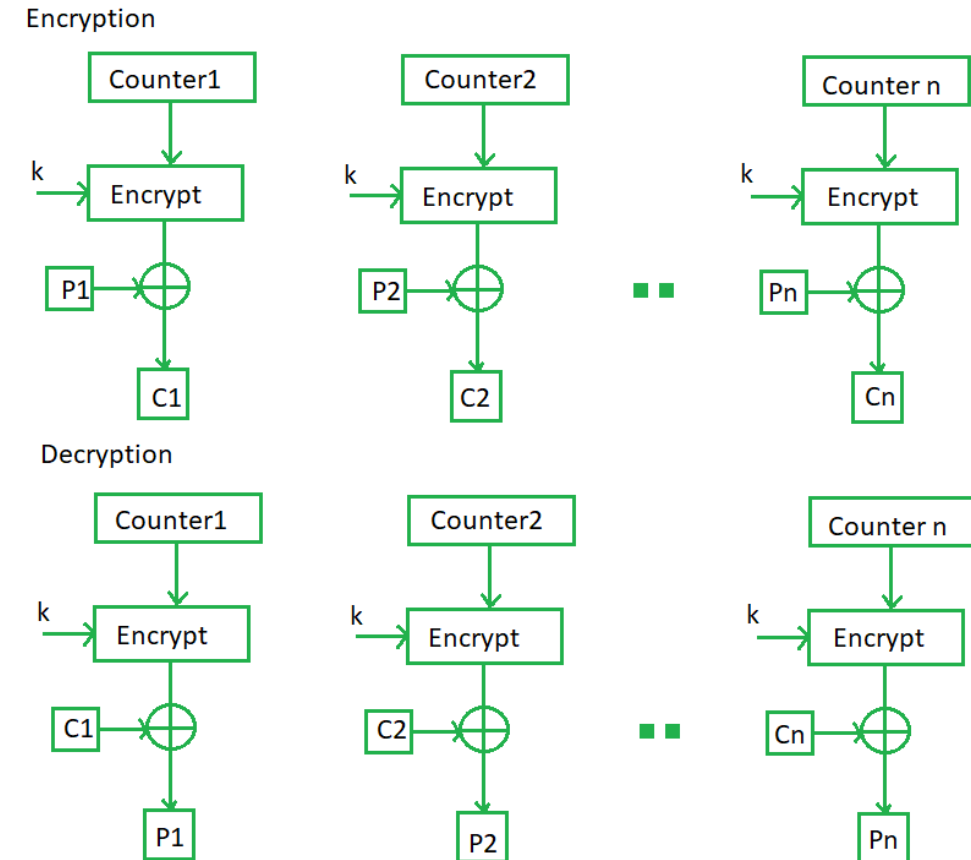 Encryption
Counter1 Counter2 Counter n
k Encrypt k Encrypt k Encrypt
P1 P2 Pn
C1 C2 Cn
Decryption
Counter1 Counter2 Counter n
k Encrypt k Encrypt k Encrypt
C1 C2 Cn
P1 P2 Pn